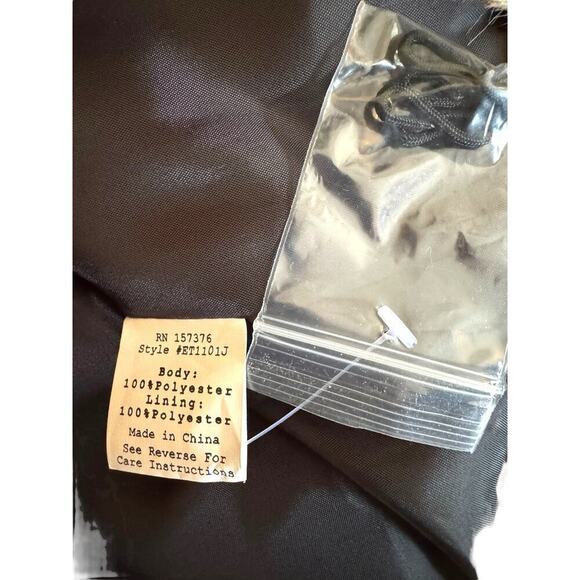 RN 157376
Style #ET1101J
Body:
100%Polyester
Lining:
100%Polyester
Made in China
See Reverse For
Care Instructions